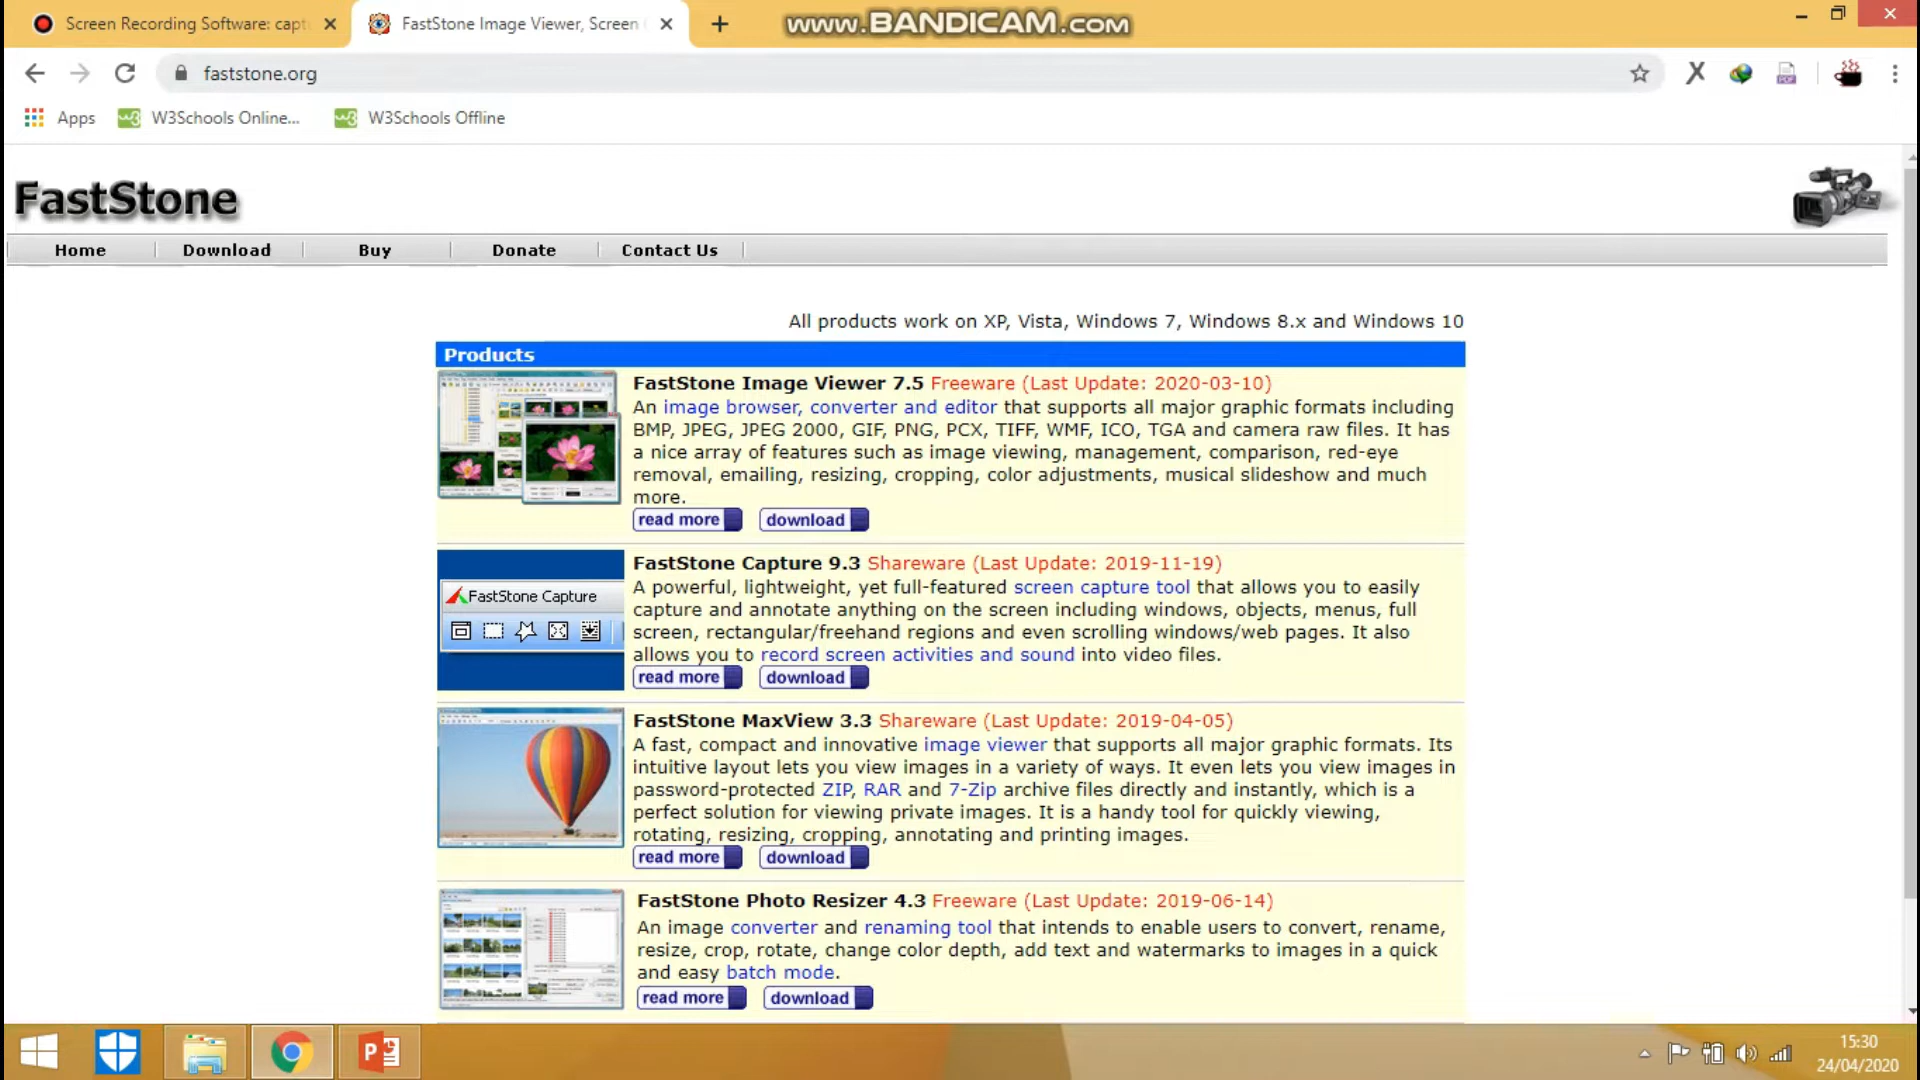 Screen Recording Software: capt
FastStone Image Viewer, Screen
www.BANDICAM.com
faststone.org
Apps
W3Schools Online...
W3Schools Offline
FastStone
Home
Download
Buy
Donate
Contact Us
All products work on XP, Vista, Windows 7, Windows 8.x and Windows 10
Products
FastStone Image Viewer 7.5 Freeware (Last Update: 2020-03-10)
An image browser, converter and editor that supports all major graphic formats including
BMP, JPEG, JPEG 2000, GIF, PNG, PCX, TIFF, WMF, ICO, TGA and camera raw files. It has
a nice array of features such as image viewing, management, comparison, red-eye
removal, emailing, resizing, cropping, color adjustments, musical slideshow and much
more.
read more
download
FastStone Capture
FastStone Capture 9.3 Shareware (Last Update: 2019-11-19)
A powerful, lightweight, yet full-featured screen capture tool that allows you to easily
capture and annotate anything on the screen including windows, objects, menus, full
screen, rectangular/freehand regions and even scrolling windows/web pages. It also
allows you to record screen activities and sound into video files.
read more
download
FastStone MaxView 3.3 Shareware (Last Update: 2019-04-05)
A fast, compact and innovative image viewer that supports all major graphic formats. Its
intuitive layout lets you view images in a variety of ways. It even lets you view images in
password-protected ZIP, RAR and 7-Zip archive files directly and instantly, which is a
perfect solution for viewing private images. It is a handy tool for quickly viewing,
rotating, resizing, cropping, annotating and printing images.
read more
download
FastStone Photo Resizer 4.3 Freeware (Last Update: 2019-06-14)
An image converter and renaming tool that intends to enable users to convert, rename,
resize, crop, rotate, change color depth, add text and watermarks to images in a quick
and easy batch mode.
read more
download
15:30
24/04/2020